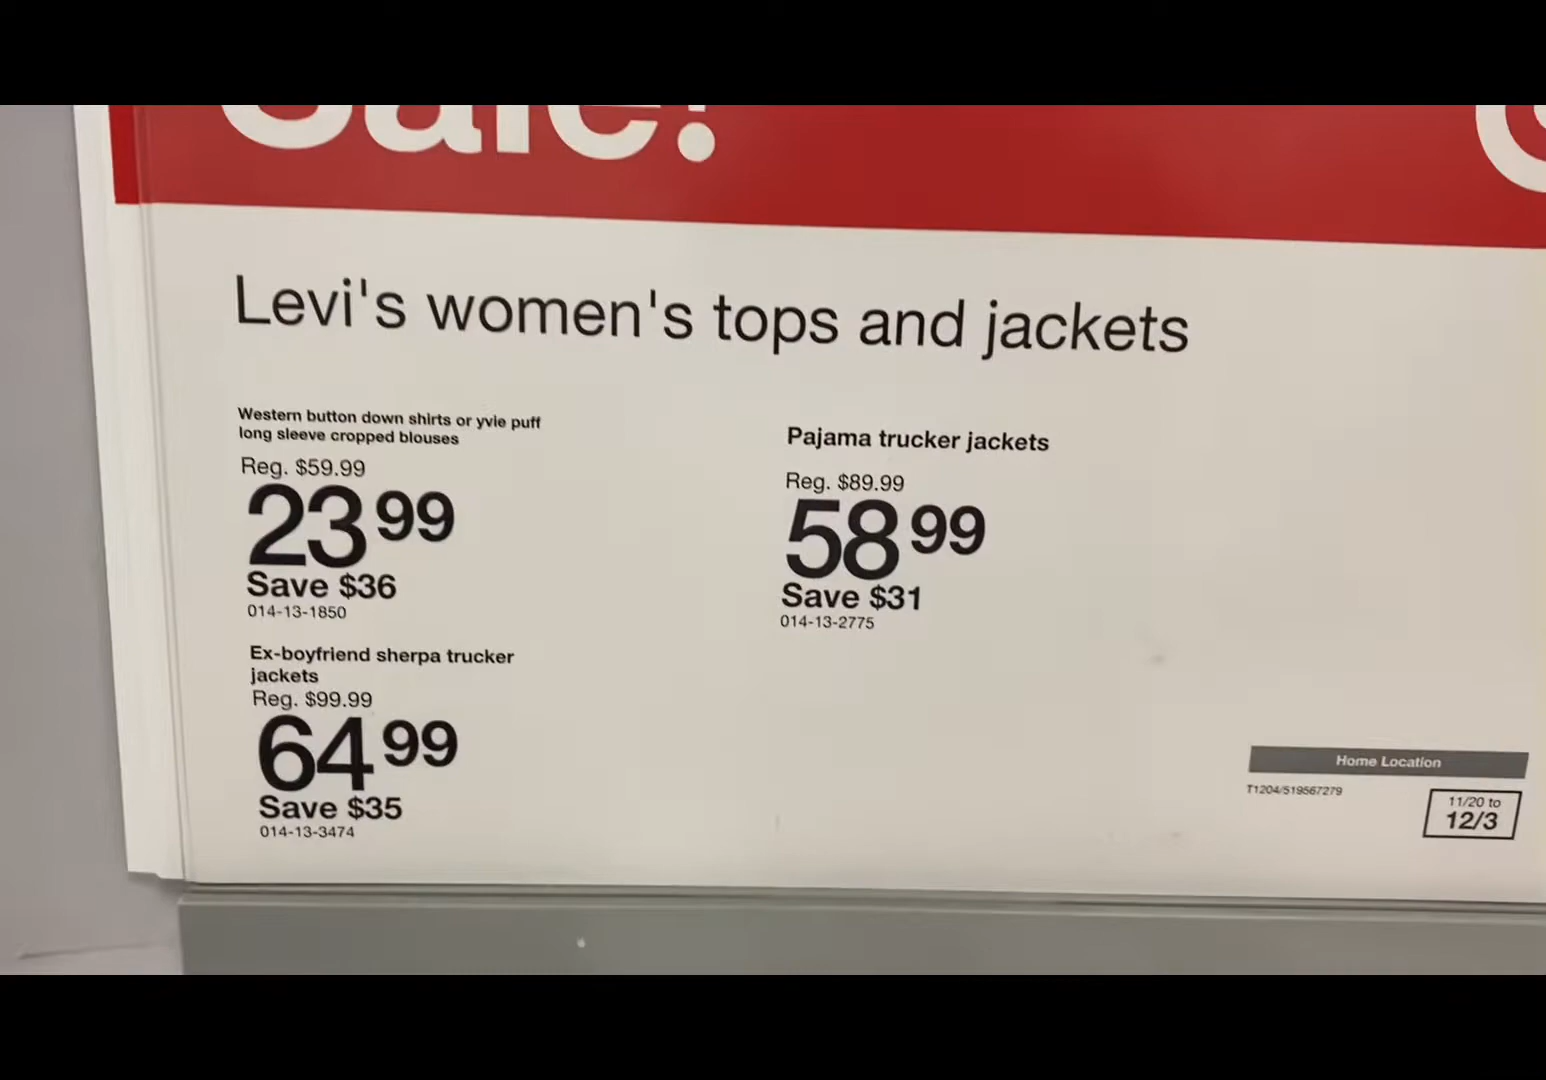 Sale!
Levi's women's tops and jackets
Western button down shirts or yvie puff
long sleeve cropped blouses
Reg. $59.99
23 99
Save $36
014-13-1850
Ex-boyfriend sherpa trucker
jackets
Reg. $99.99
64 99
Save $35
014-13-3474
Pajama trucker jackets
Reg. $89.99
58 99
Save $31
014-13-2775
Home Location
T1204/519567279
11/20 to
12/3